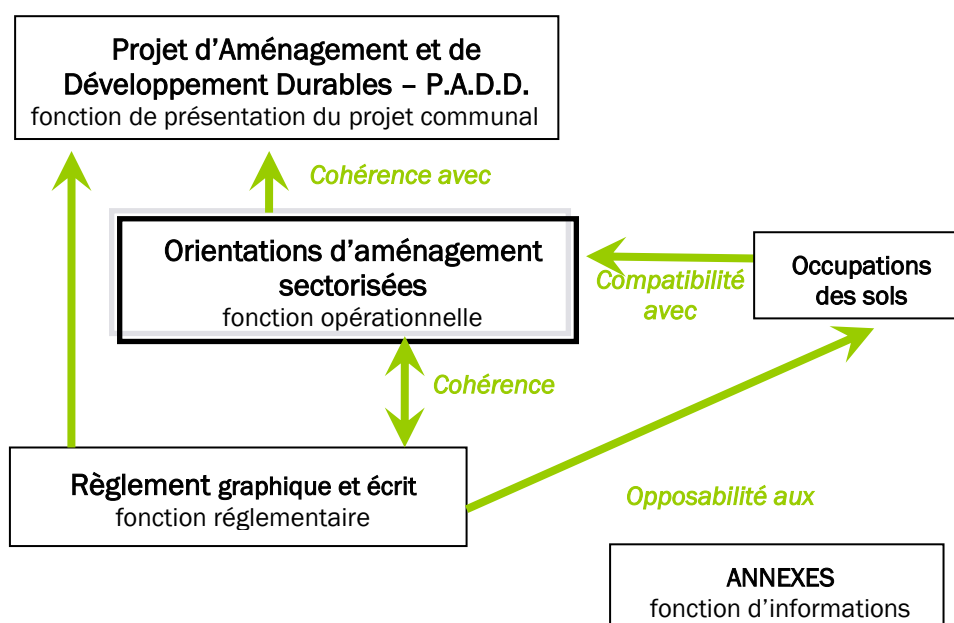 Projet d’Aménagement et de
Développement Durables – P.A.D.D.
fonction de présentation du projet communal
Cohérence avec
Orientations d’aménagement
sectorisées
fonction opérationnelle
Compatibilité
avec
Occupations
des sols
Cohérence
Règlement graphique et écrit
fonction réglementaire
Opposabilité aux
ANNEXES
fonction d’informations